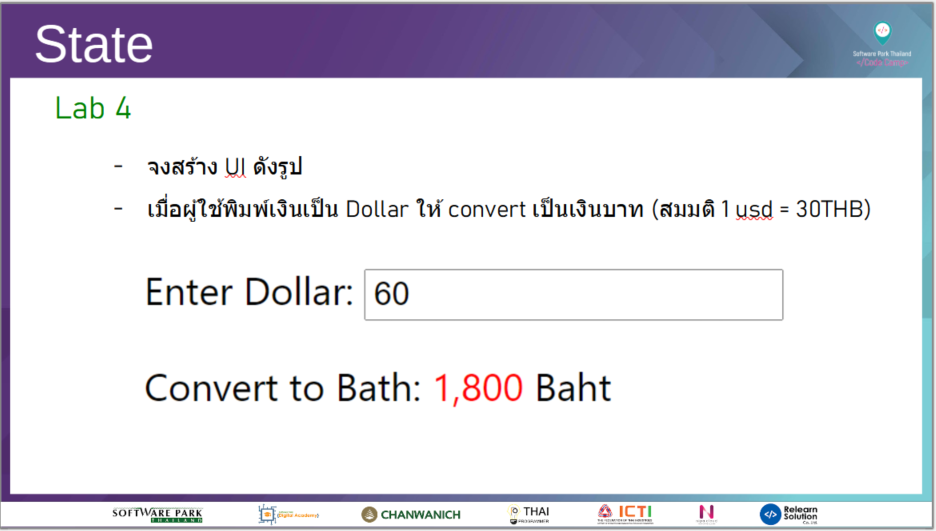 State
Software Park Thailand
Lab 4
- จงสร้าง UI ดังรูป
- เมื่อผู้ใช้พิมพ์เงินเป็น Dollar ให้ convert เป็นเงินบาท (สมมติ 1 usd = 30THB)
Enter Dollar: 60
Convert to Bath: 1,800 Baht
SOFTWARE PARK
THAILAND
Digital Academy
CHANWANICH
THAI
PROGRAMMER
ICTI
N
Relearn
Solution
Co.,Ltd.